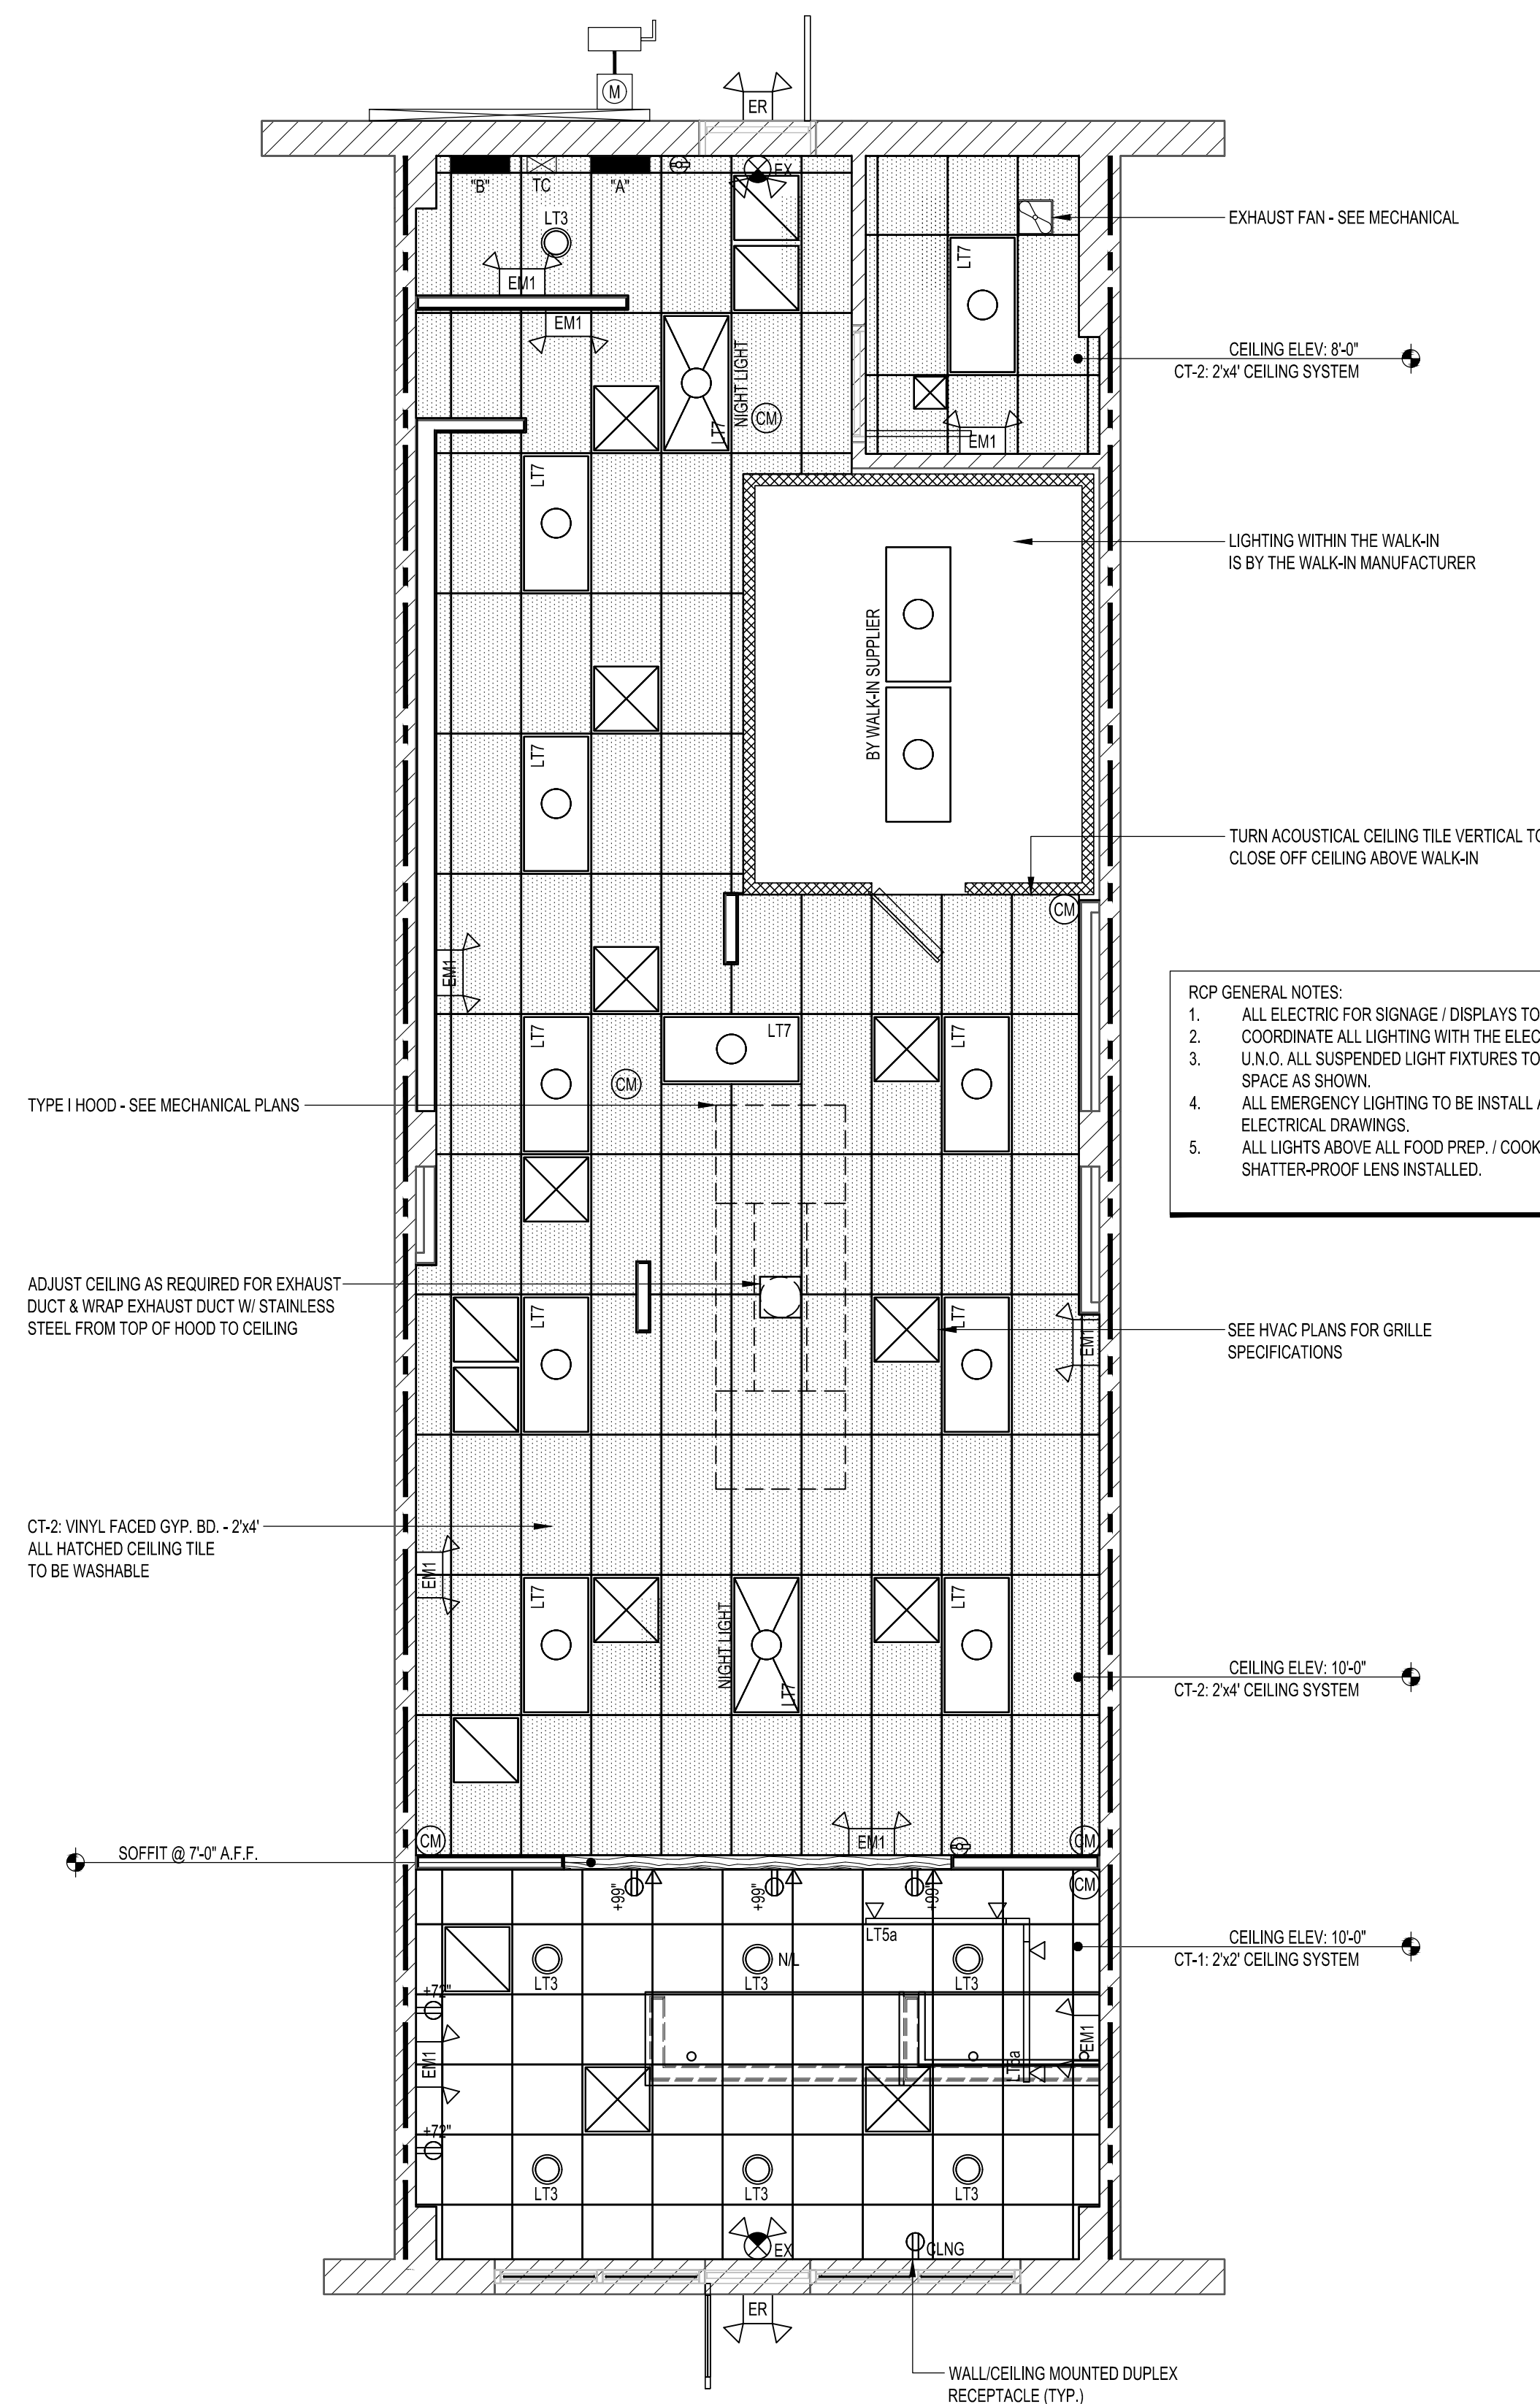 M
ER
EX
"B"
TC
"A"
LT3
EM1
EM1
LT7
EXHAUST FAN - SEE MECHANICAL
NIGHT LIGHT
LT7
CM
CEILING ELEV: 8'-0"
CT-2: 2'x4' CEILING SYSTEM
EM1
LT7
LIGHTING WITHIN THE WALK-IN
IS BY THE WALK-IN MANUFACTURER
BY WALK-IN SUPPLIER
LT7
TURN ACOUSTICAL CEILING TILE VERTICAL TO
CLOSE OFF CEILING ABOVE WALK-IN
CM
EM1
RCP GENERAL NOTES:
1. ALL ELECTRIC FOR SIGNAGE / DISPLAYS TO
2. COORDINATE ALL LIGHTING WITH THE ELEC
3. U.N.O. ALL SUSPENDED LIGHT FIXTURES TO
SPACE AS SHOWN.
4. ALL EMERGENCY LIGHTING TO BE INSTALL
ELECTRICAL DRAWINGS.
5. ALL LIGHTS ABOVE ALL FOOD PREP. / COOK
SHATTER-PROOF LENS INSTALLED.
LT7
LT7
LT7
CM
TYPE I HOOD - SEE MECHANICAL PLANS
ADJUST CEILING AS REQUIRED FOR EXHAUST
DUCT & WRAP EXHAUST DUCT W/ STAINLESS
STEEL FROM TOP OF HOOD TO CEILING
LT7
LT7
EM1
SEE HVAC PLANS FOR GRILLE
SPECIFICATIONS
CT-2: VINYL FACED GYP. BD. - 2'x4'
ALL HATCHED CEILING TILE
TO BE WASHABLE
EM1
LT7
NIGHT LIGHT
LT7
LT7
CEILING ELEV: 10'-0"
CT-2: 2'x4' CEILING SYSTEM
CM
EM1
CM
SOFFIT @ 7'-0" A.F.F.
+99"
+99"
+99"
CM
LT5a
LT3
N/L
LT3
LT3
CEILING ELEV: 10'-0"
CT-1: 2'x2' CEILING SYSTEM
+72"
EM1
EM1
LT5a
+72"
LT3
LT3
LT3
EX
CLNG
ER
WALL/CEILING MOUNTED DUPLEX
RECEPTACLE (TYP.)